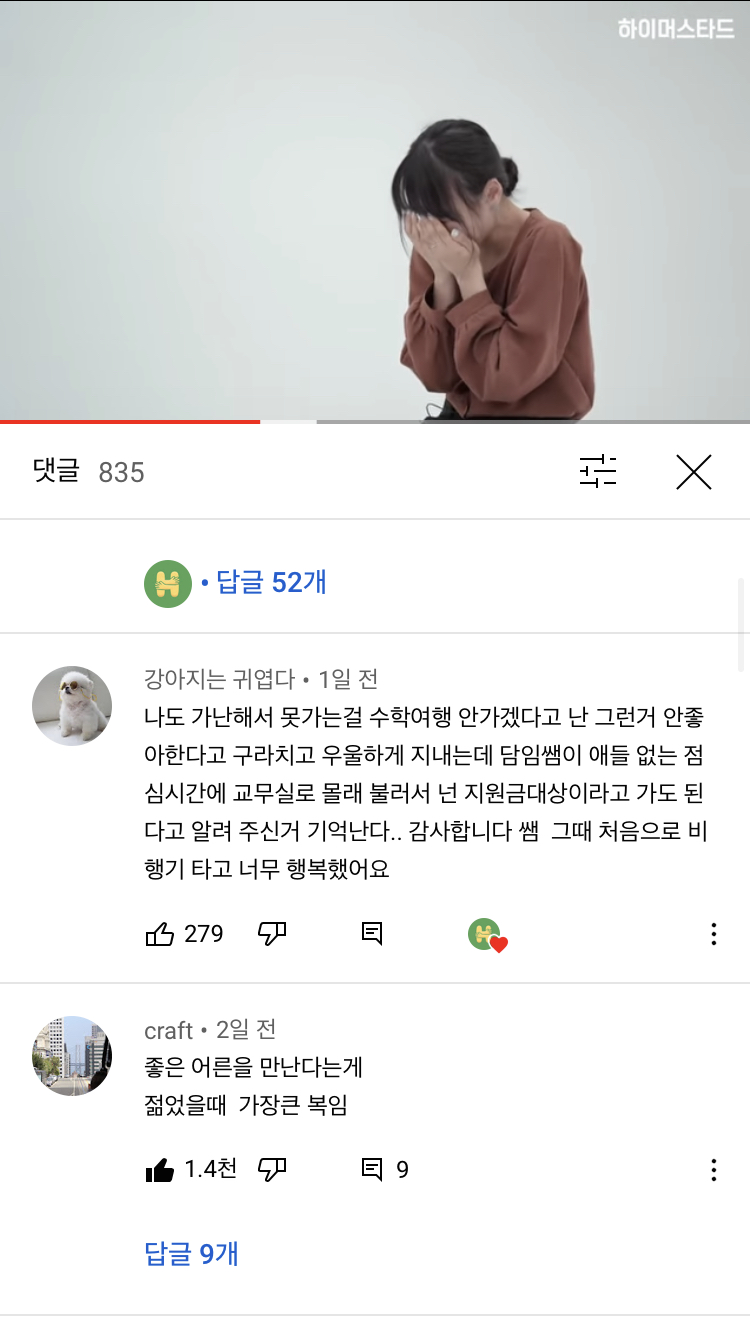 하이머스타드
댓글 835
H • 답글 52개
강아지는 귀엽다 • 1일 전
나도 가난해서 못가는걸 수학여행 안가겠다고 난 그런거 안좋
아한다고 구라치고 우울하게 지내는데 담임쌤이 애들 없는 점
심시간에 교무실로 몰래 불러서 넌 지원금대상이라고 가도 된
다고 알려 주신거 기억난다.. 감사합니다 쌤  그때 처음으로 비
행기 타고 너무 행복했어요
279
H
craft • 2일 전
좋은 어른을 만난다는게
젊었을때  가장큰 복임
1.4천 9
답글 9개